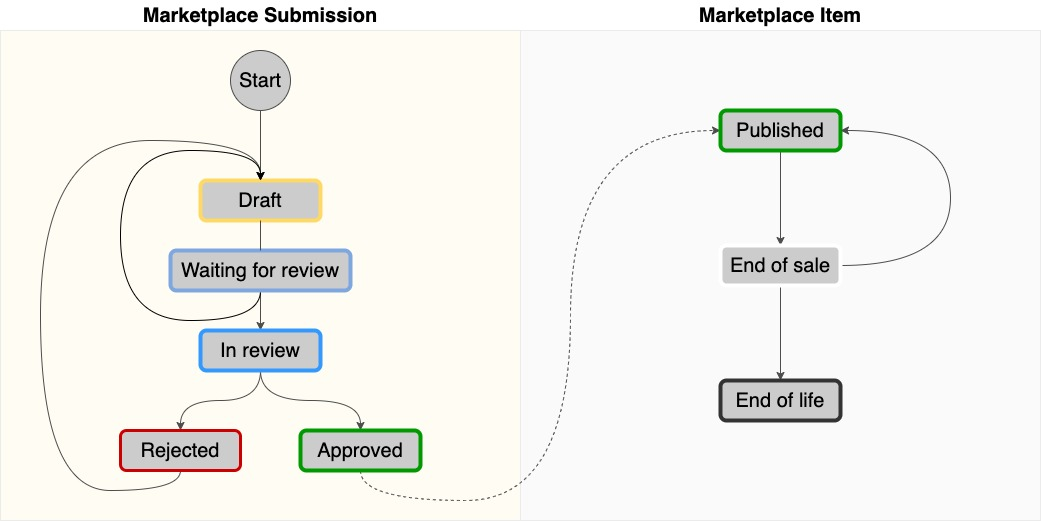 Marketplace Submission
Marketplace Item
Start
Published
Draft
Waiting for review
End of sale
In review
End of life
Rejected
Approved